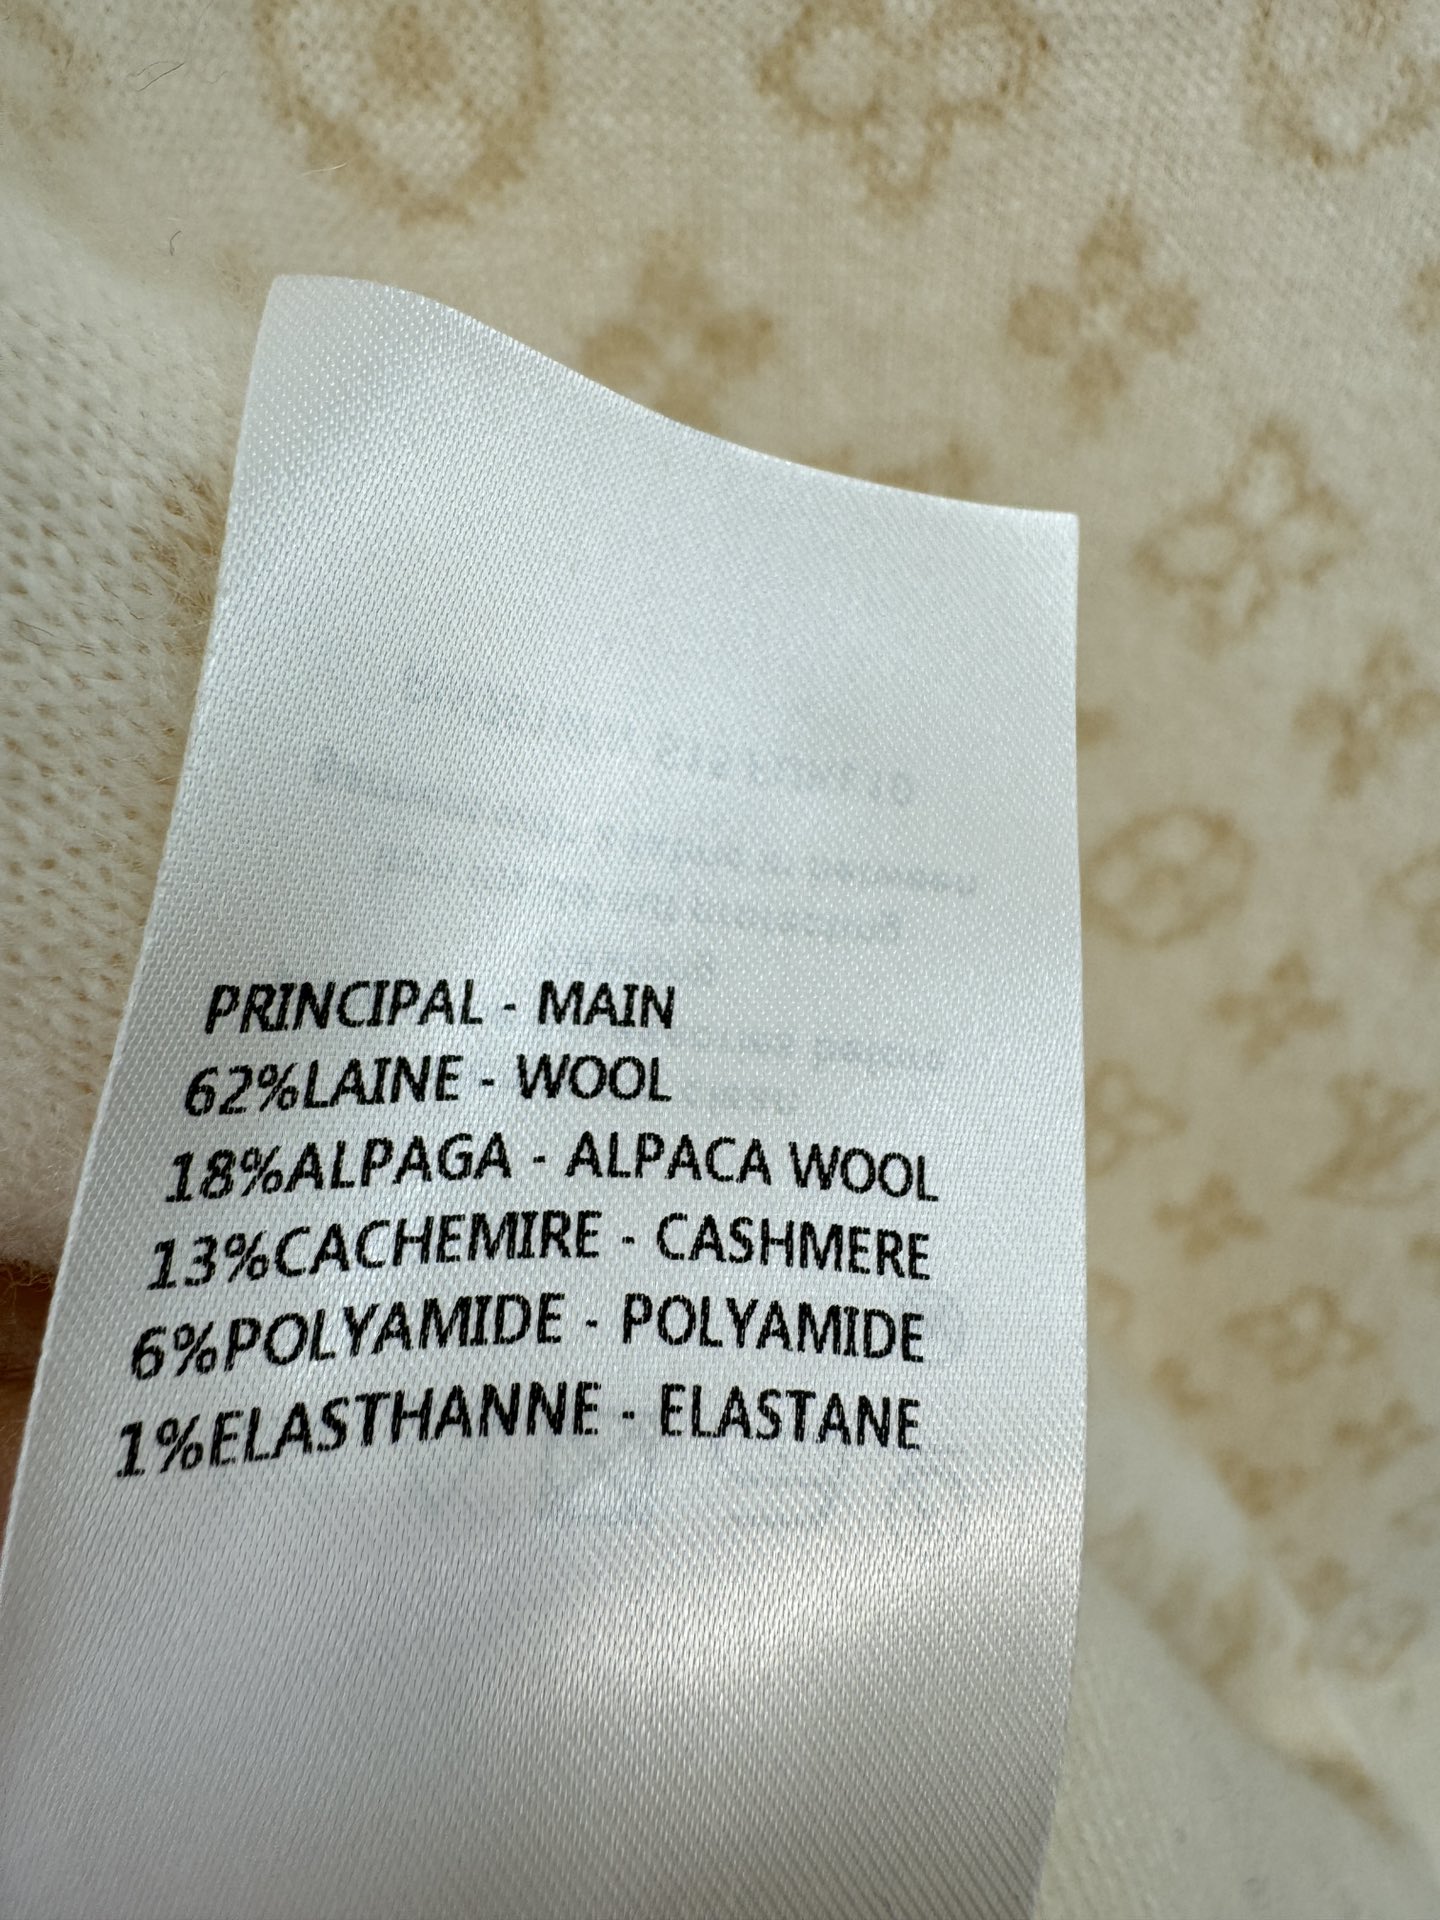 PRINCIPAL - MAIN
62%LAINE - WOOL
18%ALPAGA - ALPACA WOOL
13%CACHEMIRE - CASHMERE
6%POLYAMIDE - POLYAMIDE
1%ELASTHANNE - ELASTANE